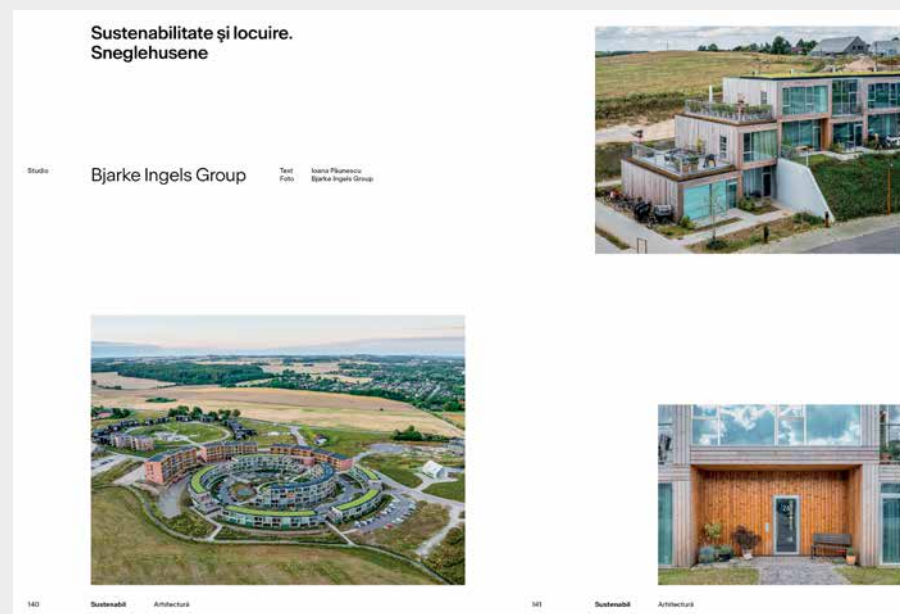 Sustenabilitate și locuire.
Sneglehusene
Studio
Bjarke Ingels Group
Text Ioana Păunescu
Foto Bjarke Ingels Group
140 Sustenabil Arhitectură
141 Sustenabil Arhitectură